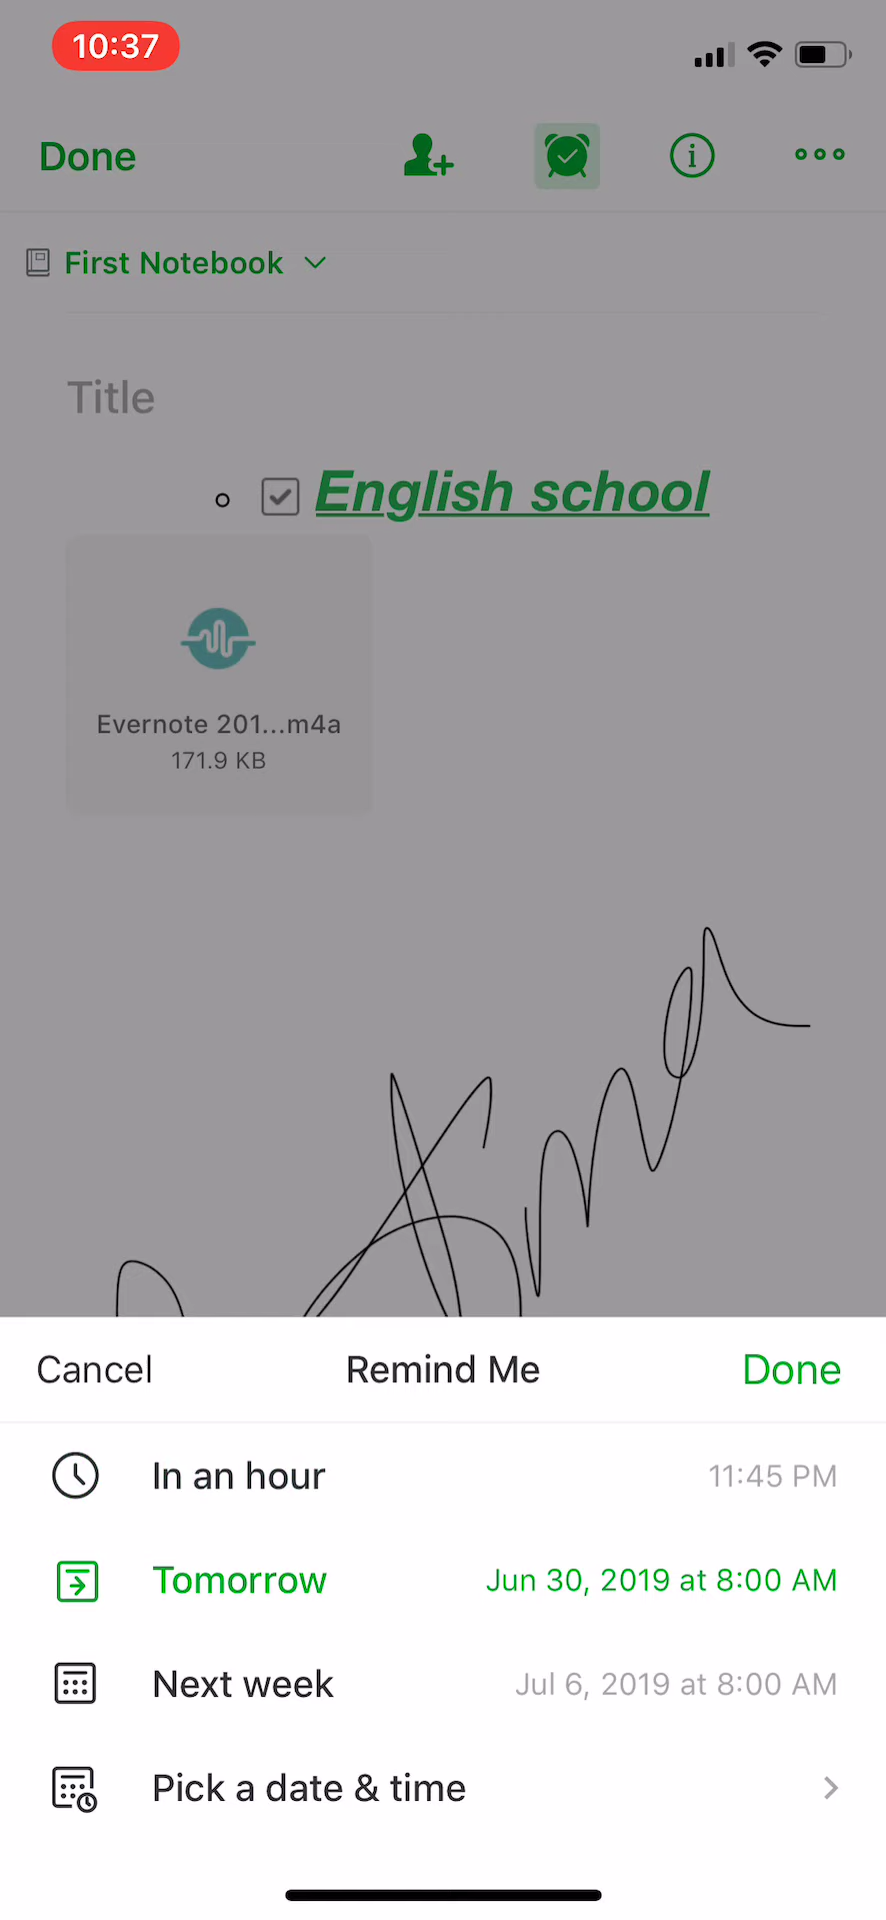 10:37
Done
First Notebook
Title
English school
Evernote 201...m4a
171.9 KB
Cancel Remind Me Done
In an hour 11:45 PM
Tomorrow Jun 30, 2019 at 8:00 AM
Next week Jul 6, 2019 at 8:00 AM
Pick a date & time